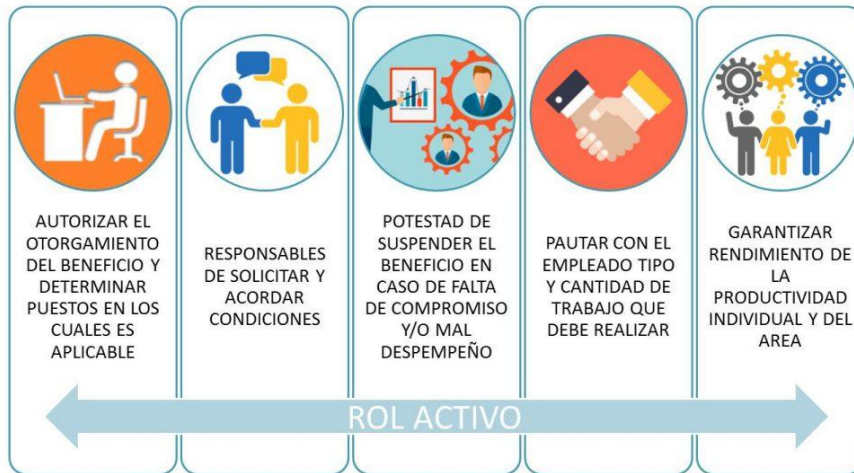 AUTORIZAR EL
OTORGAMIENTO
DEL BENEFICIO Y
DETERMINAR
PUESTOS EN LOS
CUALES ES
APLICABLE
RESPONSABLES
DE SOLICITAR Y
ACORDAR
CONDICIONES
POTESTAD DE
SUSPENDER EL
BENEFICIO EN
CASO DE FALTA
DE COMPROMISO
Y/O MAL
DESPEMPEÑO
PAUTAR CON EL
EMPLEADO TIPO
Y CANTIDAD DE
TRABAJO QUE
DEBE REALIZAR
GARANTIZAR
RENDIMIENTO DE
LA
PRODUCTIVIDAD
INDIVIDUAL Y DEL
AREA
ROL ACTIVO